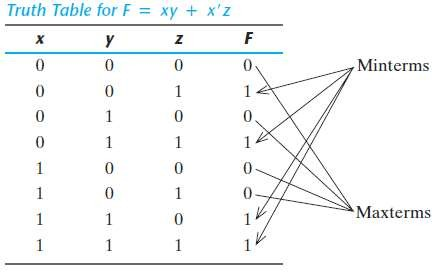 Truth Table for F = xy + x'z
x y z F
0 0 0 0 Minterms
0 0 1 1
0 1 0 0
0 1 1 1
1 0 0 0
1 0 1 0
1 1 0 1 Maxterms
1 1 1 1